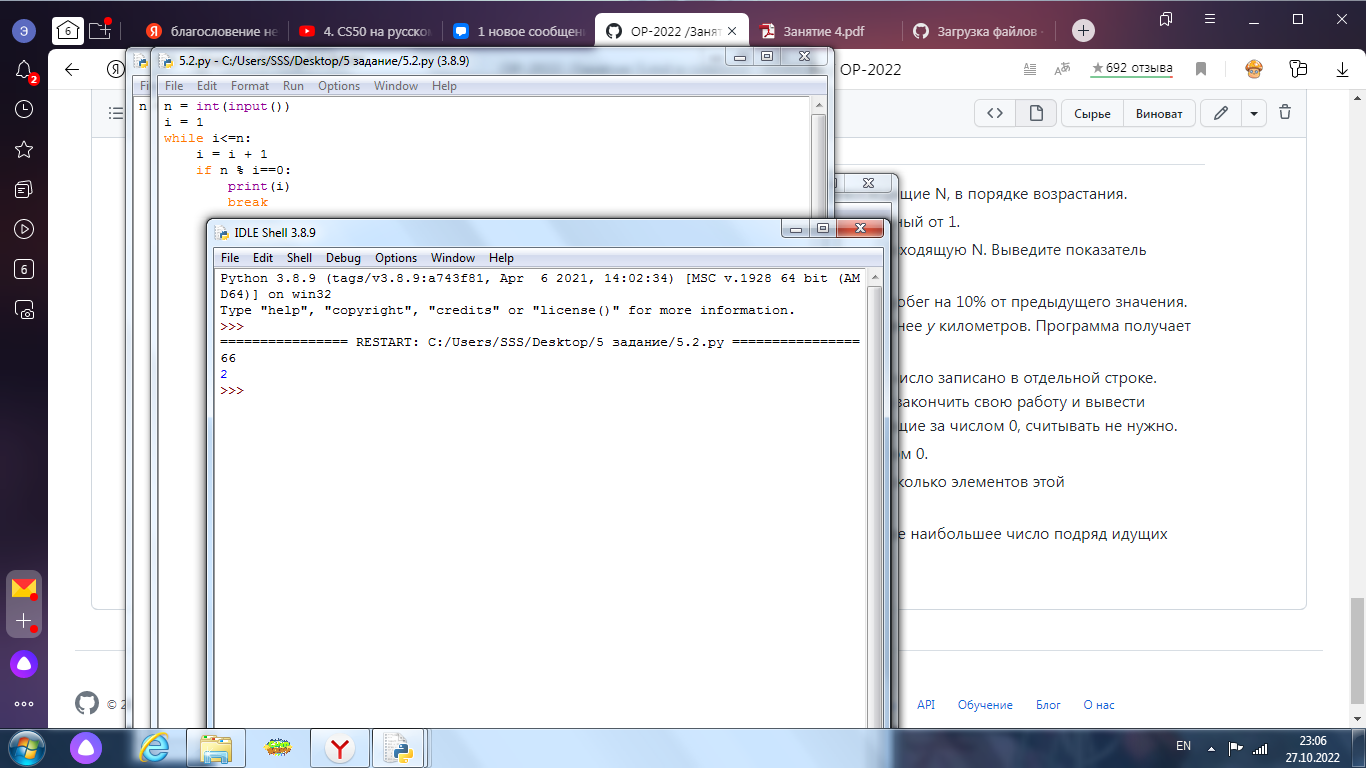 Э
6
благословение не
4. CS50 на русском
1 новое сообщен
OP-2022 /Занят
Занятие 4.pdf
Загрузка файлов
2
Я
OP-2022
692 отзыва
5.2.py - C:/Users/SSS/Desktop/5 задание/5.2.py (3.8.9)
Fi
File Edit Format Run Options Window Help
n
n = int(input())
i = 1
while i<=n:
i = i + 1
if n % i==0:
print(i)
break
Сырье
Виноват
6
IDLE Shell 3.8.9
File Edit Shell Debug Options Window Help
Python 3.8.9 (tags/v3.8.9:a743f81, Apr  6 2021, 14:02:34) [MSC v.1928 64 bit (AM
D64)] on win32
Type "help", "copyright", "credits" or "license()" for more information.
>>>
================ RESTART: C:/Users/SSS/Desktop/5 задание/5.2.py ================
66
2
>>>
щие N, в порядке возрастания.
ный от 1.
ходящую N. Выведите показатель
обег на 10% от предыдущего значения.
нее y километров. Программа получает
исло записано в отдельной строке.
закончить свою работу и вывести
щие за числом 0, считывать не нужно.
ом 0.
колько элементов этой
е наибольшее число подряд идущих
© 2
API
Обучение
Блог
О нас
EN
23:06
27.10.2022